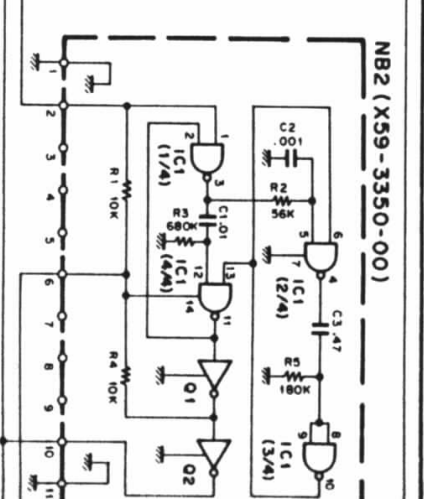 NB2 (X59-3350-00)
1
2
3
4
5
6
7
8
9
10
11
C2
.001
2
1
IC1
(1/4)
3
R1 10K
R2
56K
R3
680K
C1.01
5
6
7
4
IC1
(2/4)
IC1
(4/4)
12
13
14
11
C3 .47
R4 10K
R5
180K
Q1
9
8
IC1
(3/4)
10
Q2